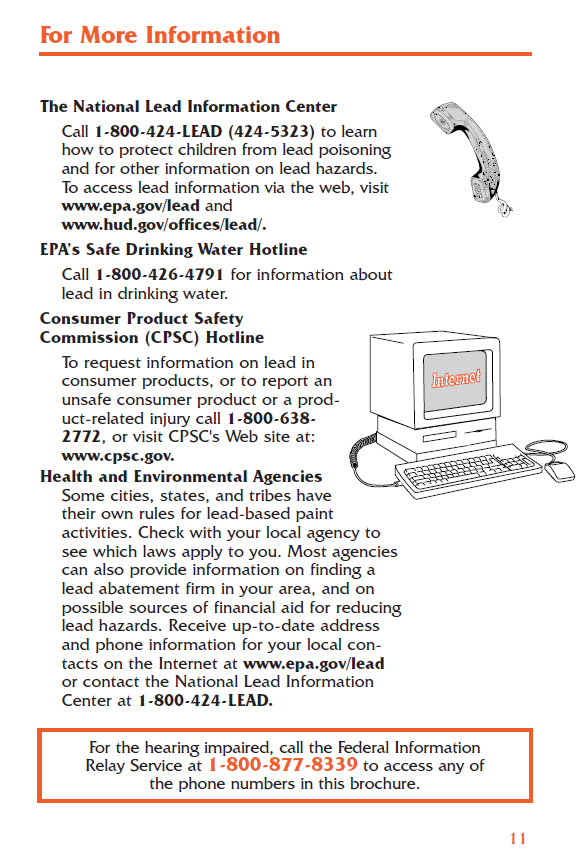 For More Information
The National Lead Information Center
Call 1-800-424-LEAD (424-5323) to learn
how to protect children from lead poisoning
and for other information on lead hazards.
To access lead information via the web, visit
www.epa.gov/lead and
www.hud.gov/offices/lead/.
EPA's Safe Drinking Water Hotline
Call 1-800-426-4791 for information about
lead in drinking water.
Consumer Product Safety
Commission (CPSC) Hotline
To request information on lead in
consumer products, or to report an
unsafe consumer product or a prod-
uct-related injury call 1-800-638-
2772, or visit CPSC's Web site at:
www.cpsc.gov.
Internet
Health and Environmental Agencies
Some cities, states, and tribes have
their own rules for lead-based paint
activities. Check with your local agency to
see which laws apply to you. Most agencies
can also provide information on finding a
lead abatement firm in your area, and on
possible sources of financial aid for reducing
lead hazards. Receive up-to-date address
and phone information for your local con-
tacts on the Internet at www.epa.gov/lead
or contact the National Lead Information
Center at 1-800-424-LEAD.
For the hearing impaired, call the Federal Information
Relay Service at 1-800-877-8339 to access any of
the phone numbers in this brochure.
11